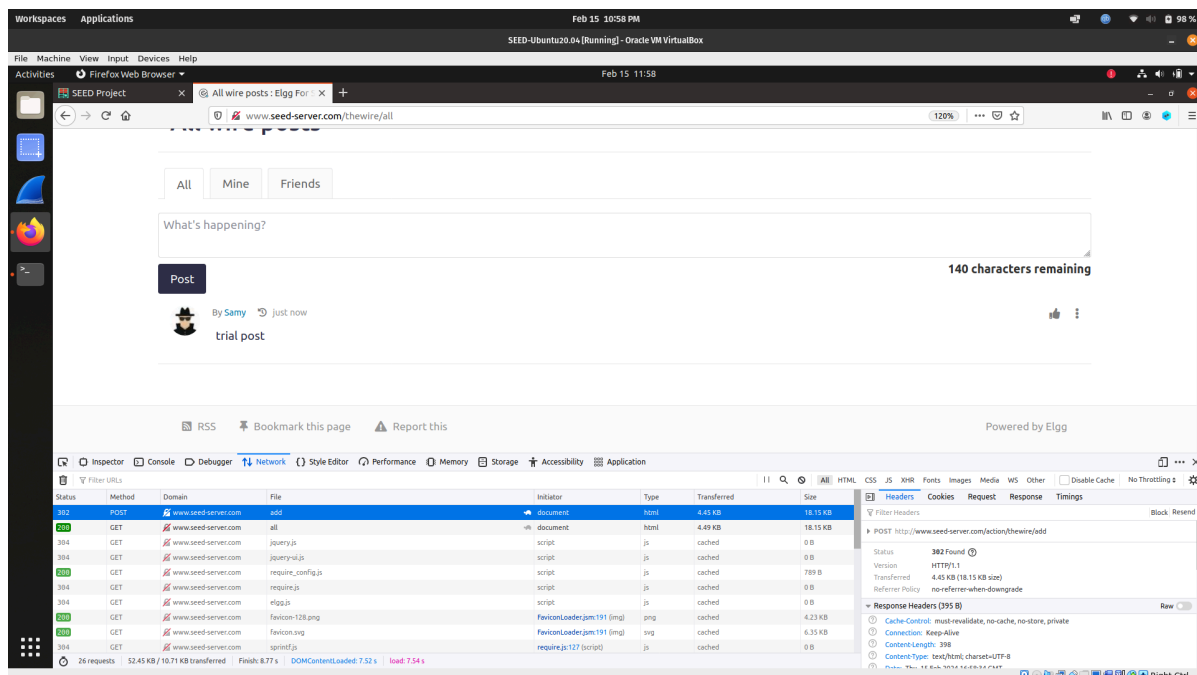 Workspaces Applications Feb 15 10:58 PM 98 %
SEED-Ubuntu20.04 [Running] - Oracle VM VirtualBox
File Machine View Input Devices Help
Activities Firefox Web Browser Feb 15 11:58
SEED Project All wire posts : Elgg For S
www.seed-server.com/thewire/all 120%
All wire posts
All Mine Friends
What's happening?
140 characters remaining
Post
By Samy just now
trial post
RSS Bookmark this page Report this Powered by Elgg
Inspector Console Debugger Network Style Editor Performance Memory Storage Accessibility Application
Filter URLs All HTML CSS JS XHR Fonts Images Media WS Other Disable Cache No Throttling
Status Method Domain File Initiator Type Transferred Size Headers Cookies Request Response Timings
302 POST www.seed-server.com add document html 4.45 KB 18.15 KB
Filter Headers Block Resend
200 GET www.seed-server.com all document html 4.49 KB 18.15 KB
POST http://www.seed-server.com/action/thewire/add
304 GET www.seed-server.com jquery.js script js cached 0 B
304 GET www.seed-server.com jquery-ui.js script js cached 0 B
Status 302 Found
200 GET www.seed-server.com require_config.js script js cached 789 B
Version HTTP/1.1
304 GET www.seed-server.com require.js script js cached 0 B
Transferred 4.45 KB (18.15 KB size)
Referrer Policy no-referrer-when-downgrade
304 GET www.seed-server.com elgg.js script js cached 0 B
Response Headers (395 B) Raw
200 GET www.seed-server.com favicon-128.png FaviconLoader.jsm:191 (img) png cached 4.23 KB
Cache-Control: must-revalidate, no-cache, no-store, private
200 GET www.seed-server.com favicon.svg FaviconLoader.jsm:191 (img) svg cached 6.35 KB
Connection: Keep-Alive
Content-Length: 398
304 GET www.seed-server.com sprintf.js require.js:127 (script) js cached 0 B
Content-Type: text/html; charset=UTF-8
26 requests 52.45 KB / 10.71 KB transferred Finish: 8.77 s DOMContentLoaded: 7.52 s load: 7.54 s
Date: Thu, 15 Feb 2024 16:58:34 GMT
Right Ctrl